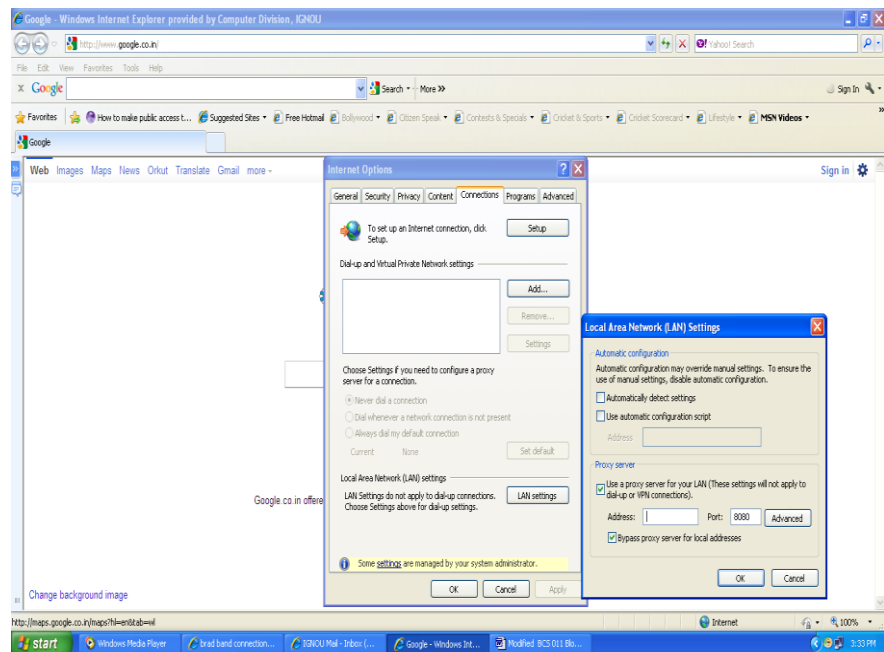 Google - Windows Internet Explorer provided by Computer Division, IGNOU
http://www.google.co.in/
Yahoo! Search
File Edit View Favorites Tools Help
x Google Search More »
Sign In
Favorites How to make public access t... Suggested Sites Free Hotmail Bollywood Citizen Speak Contests & Specials Cricket & Sports Cricket Scorecard Lifestyle MSN Videos
Google
Web Images Maps News Orkut Translate Gmail more
Sign in
Google.co.in offere
Change background image
Internet Options
General Security Privacy Content Connections Programs Advanced
To set up an Internet connection, click
Setup.
Setup
Dial-up and Virtual Private Network settings
Add...
Remove...
Settings
Choose Settings if you need to configure a proxy
server for a connection.
Never dial a connection
Dial whenever a network connection is not present
Always dial my default connection
Current None Set default
Local Area Network (LAN) settings
LAN Settings do not apply to dial-up connections.
Choose Settings above for dial-up settings.
LAN settings
Some settings are managed by your system administrator.
OK Cancel Apply
Local Area Network (LAN) Settings
Automatic configuration
Automatic configuration may override manual settings. To ensure the
use of manual settings, disable automatic configuration.
Automatically detect settings
Use automatic configuration script
Address
Proxy server
Use a proxy server for your LAN (These settings will not apply to
dial-up or VPN connections).
Address: Port: 8080 Advanced
Bypass proxy server for local addresses
OK Cancel
http://maps.google.co.in/maps?hl=en&tab=wl
Internet 100%
start Windows Media Player brad band connection... IGNOU Mail - Inbox (... Google - Windows Int... Modified BCS 011 Blo... 3:33 PM